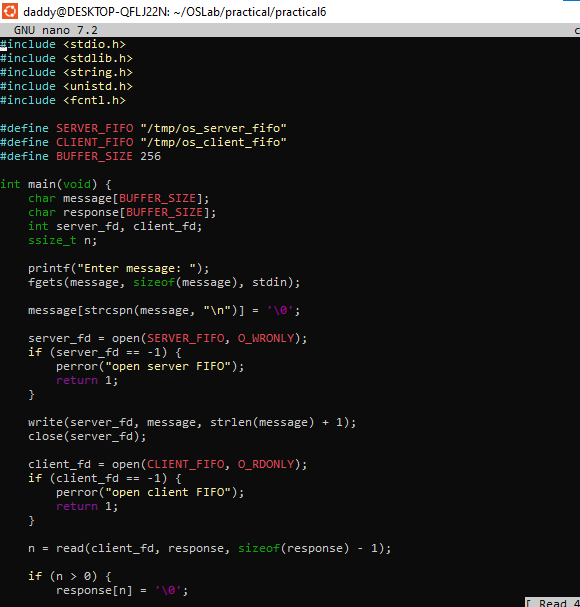 daddy@DESKTOP-QFLJ22N: ~/OSLab/practical/practical6
GNU nano 7.2 c
#include <stdio.h>
#include <stdlib.h>
#include <string.h>
#include <unistd.h>
#include <fcntl.h>

#define SERVER_FIFO "/tmp/os_server_fifo"
#define CLIENT_FIFO "/tmp/os_client_fifo"
#define BUFFER_SIZE 256

int main(void) {
    char message[BUFFER_SIZE];
    char response[BUFFER_SIZE];
    int server_fd, client_fd;
    ssize_t n;

    printf("Enter message: ");
    fgets(message, sizeof(message), stdin);

    message[strcspn(message, "\n")] = '\0';

    server_fd = open(SERVER_FIFO, O_WRONLY);
    if (server_fd == -1) {
        perror("open server FIFO");
        return 1;
    }

    write(server_fd, message, strlen(message) + 1);
    close(server_fd);

    client_fd = open(CLIENT_FIFO, O_RDONLY);
    if (client_fd == -1) {
        perror("open client FIFO");
        return 1;
    }

    n = read(client_fd, response, sizeof(response) - 1);

    if (n > 0) {
        response[n] = '\0';
[ Read 4